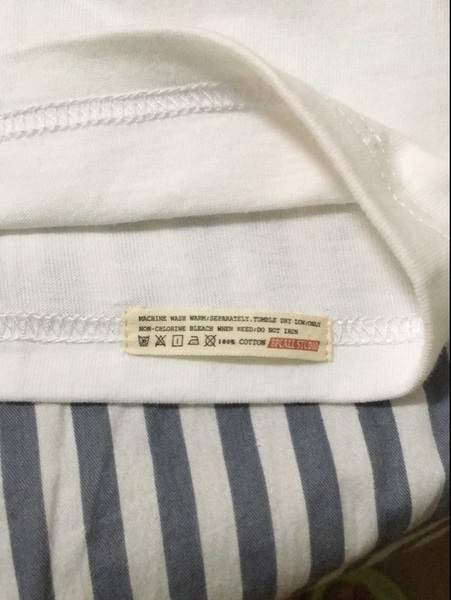 MACHINE WASH WARM/SEPARATELY.TUMBLE DRY LOW/ONLY
NON-CHLORINE BLEACH WHEN NEED/DO NOT IRON
100% COTTON